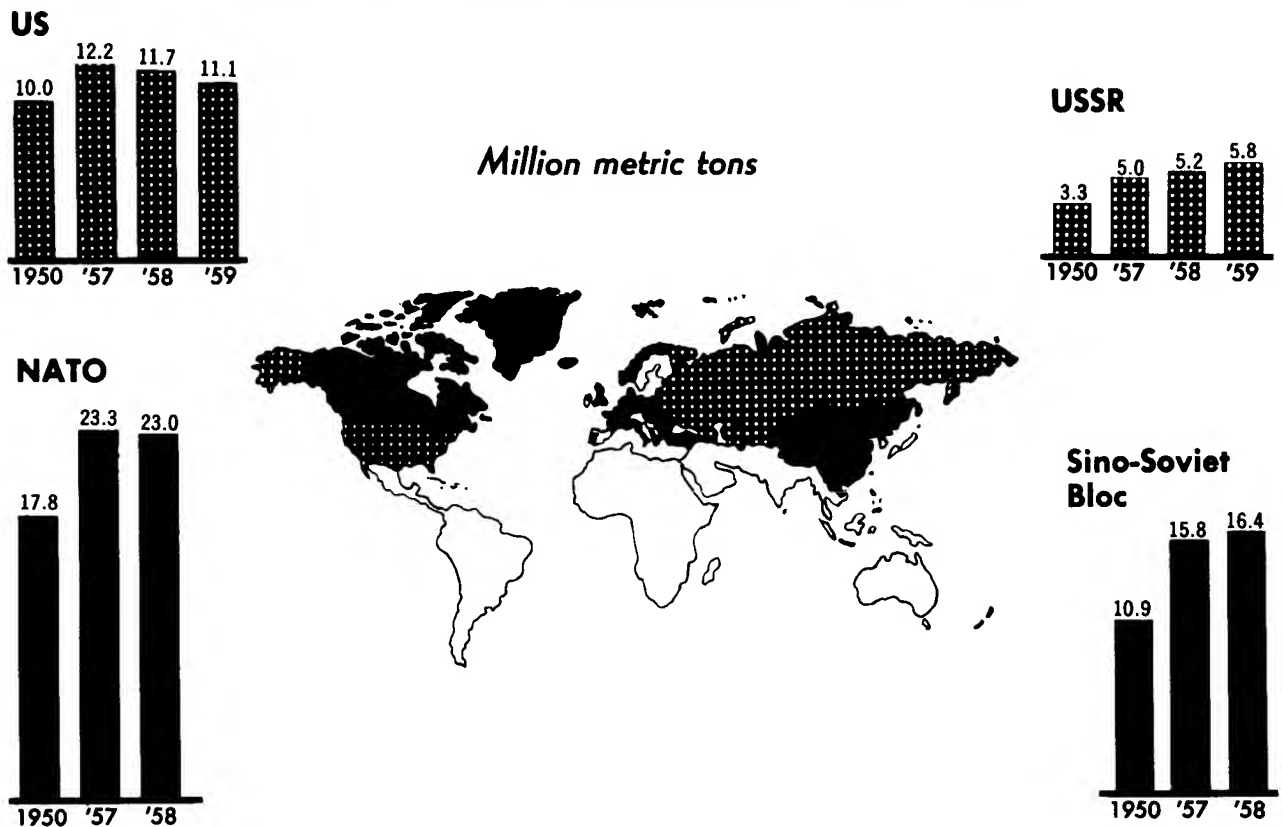 US
10.0 12.2 11.7 11.1
1950 '57 '58 '59
Million metric tons
USSR
3.3 5.0 5.2 5.8
1950 '57 '58 '59
NATO
17.8 23.3 23.0
1950 '57 '58
Sino-Soviet
Bloc
10.9 15.8 16.4
1950 '57 '58